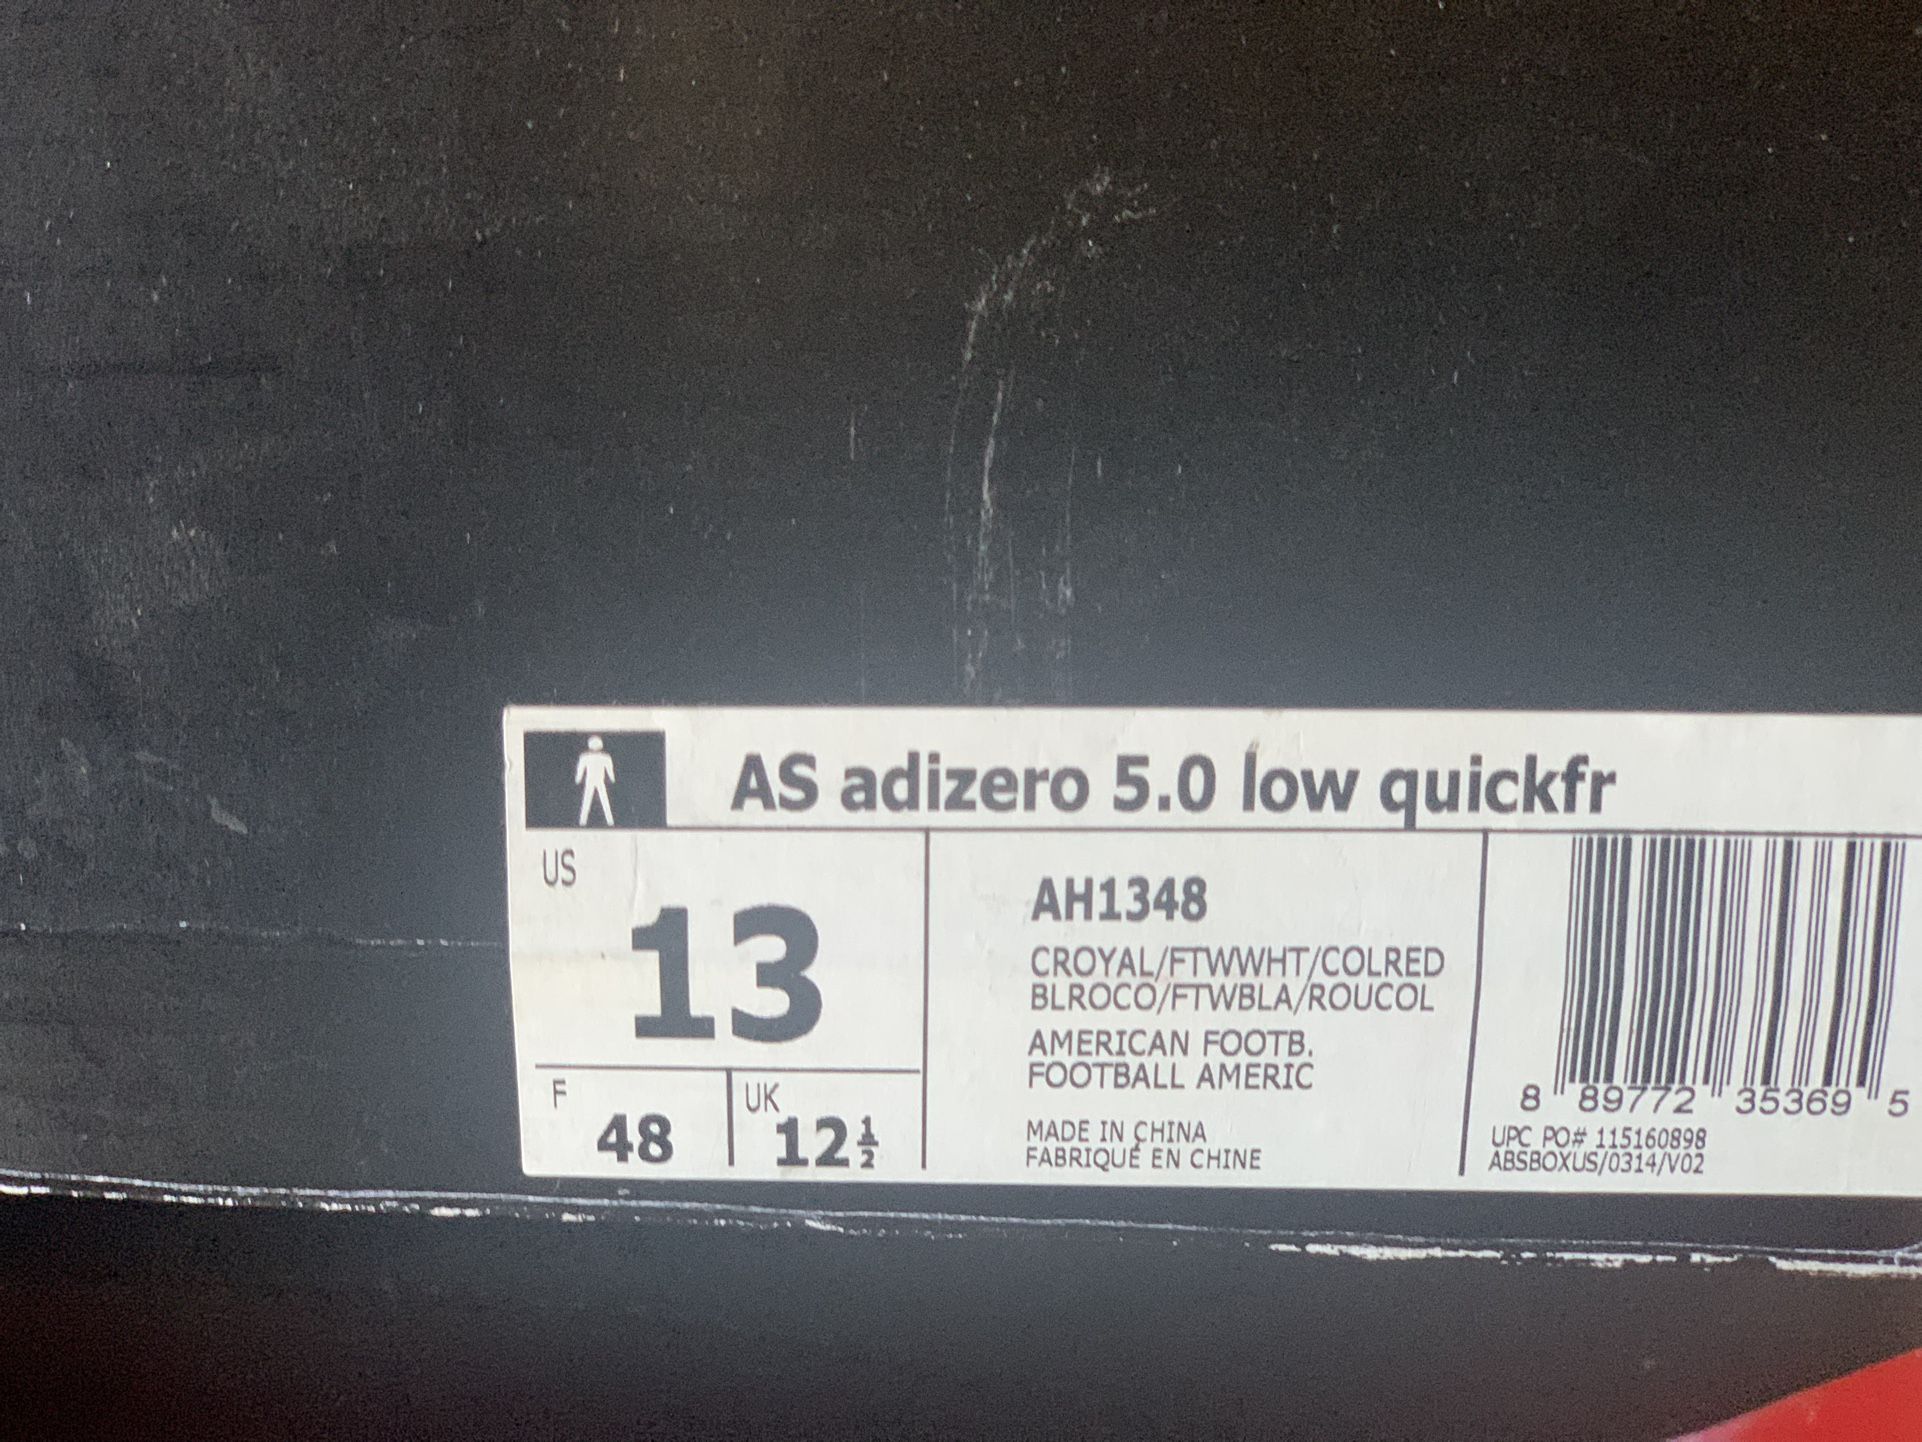 AS adizero 5.0 low quickfr
US
13
F
48
UK
12½
AH1348
CROYAL/FTWWHT/COLRED
BLROCO/FTWBLA/ROUCOL
AMERICAN FOOTB.
FOOTBALL AMERIC
MADE IN CHINA
FABRIQUÉ EN CHINE
8 89772 35369 5
UPC PO# 115160898
ABSBOXUS/0314/V02